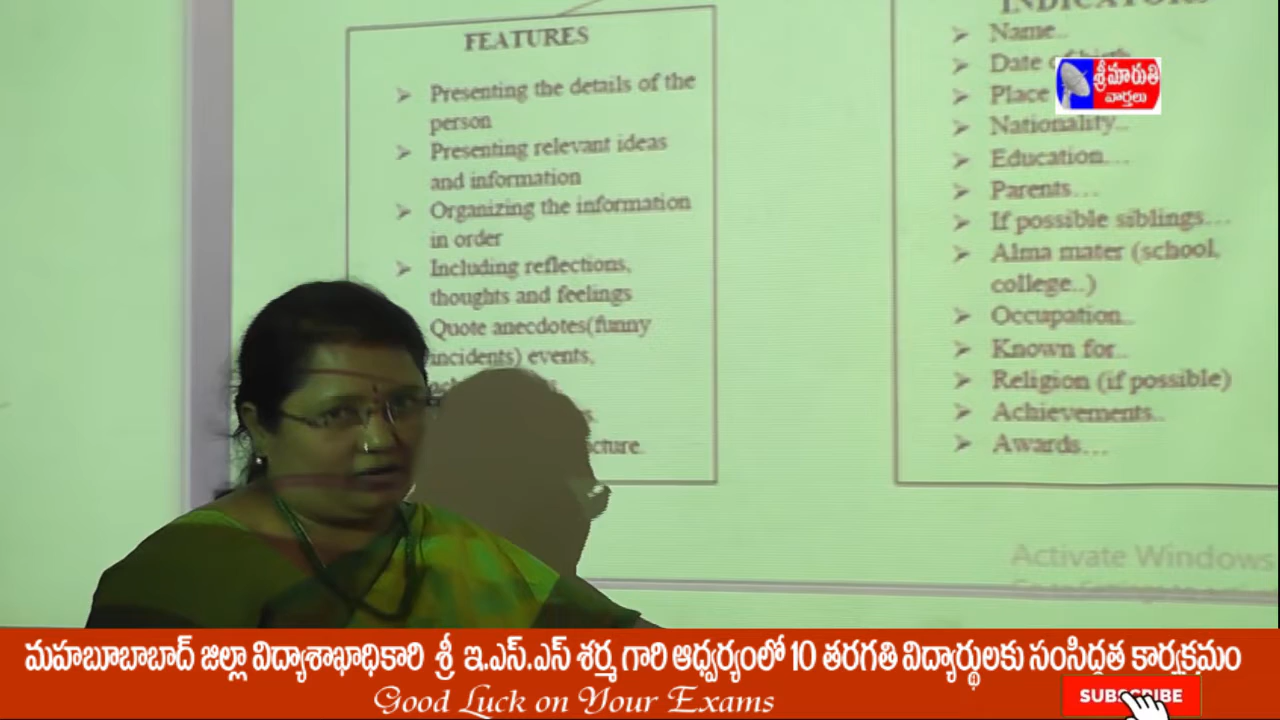 FEATURES
➢ Presenting the details of the
person
➢ Presenting relevant ideas
and information
➢ Organizing the information
in order
➢ Including reflections,
thoughts and feelings
Quote anecdotes(funny
incidents) events,
INDICATORS
➢ Name..
➢ Date of birth
➢ Place
➢ Nationality...
➢ Education...
➢ Parents...
➢ If possible siblings...
➢ Alma mater (school,
college..)
➢ Occupation..
➢ Known for..
➢ Religion (if possible)
➢ Achievements..
➢ Awards...
శ్రీమారుతి
వార్తలు
Activate Windows
మహబూబాబాద్ జిల్లా విద్యాశాఖాధికారి శ్రీ ఇ.ఎస్.ఎస్ శర్మ గారి ఆధ్వర్యంలో 10 తరగతి విద్యార్థులకు సంసిద్ధత కార్యక్రమం
Good Luck on Your Exams
SUBSCRIBE